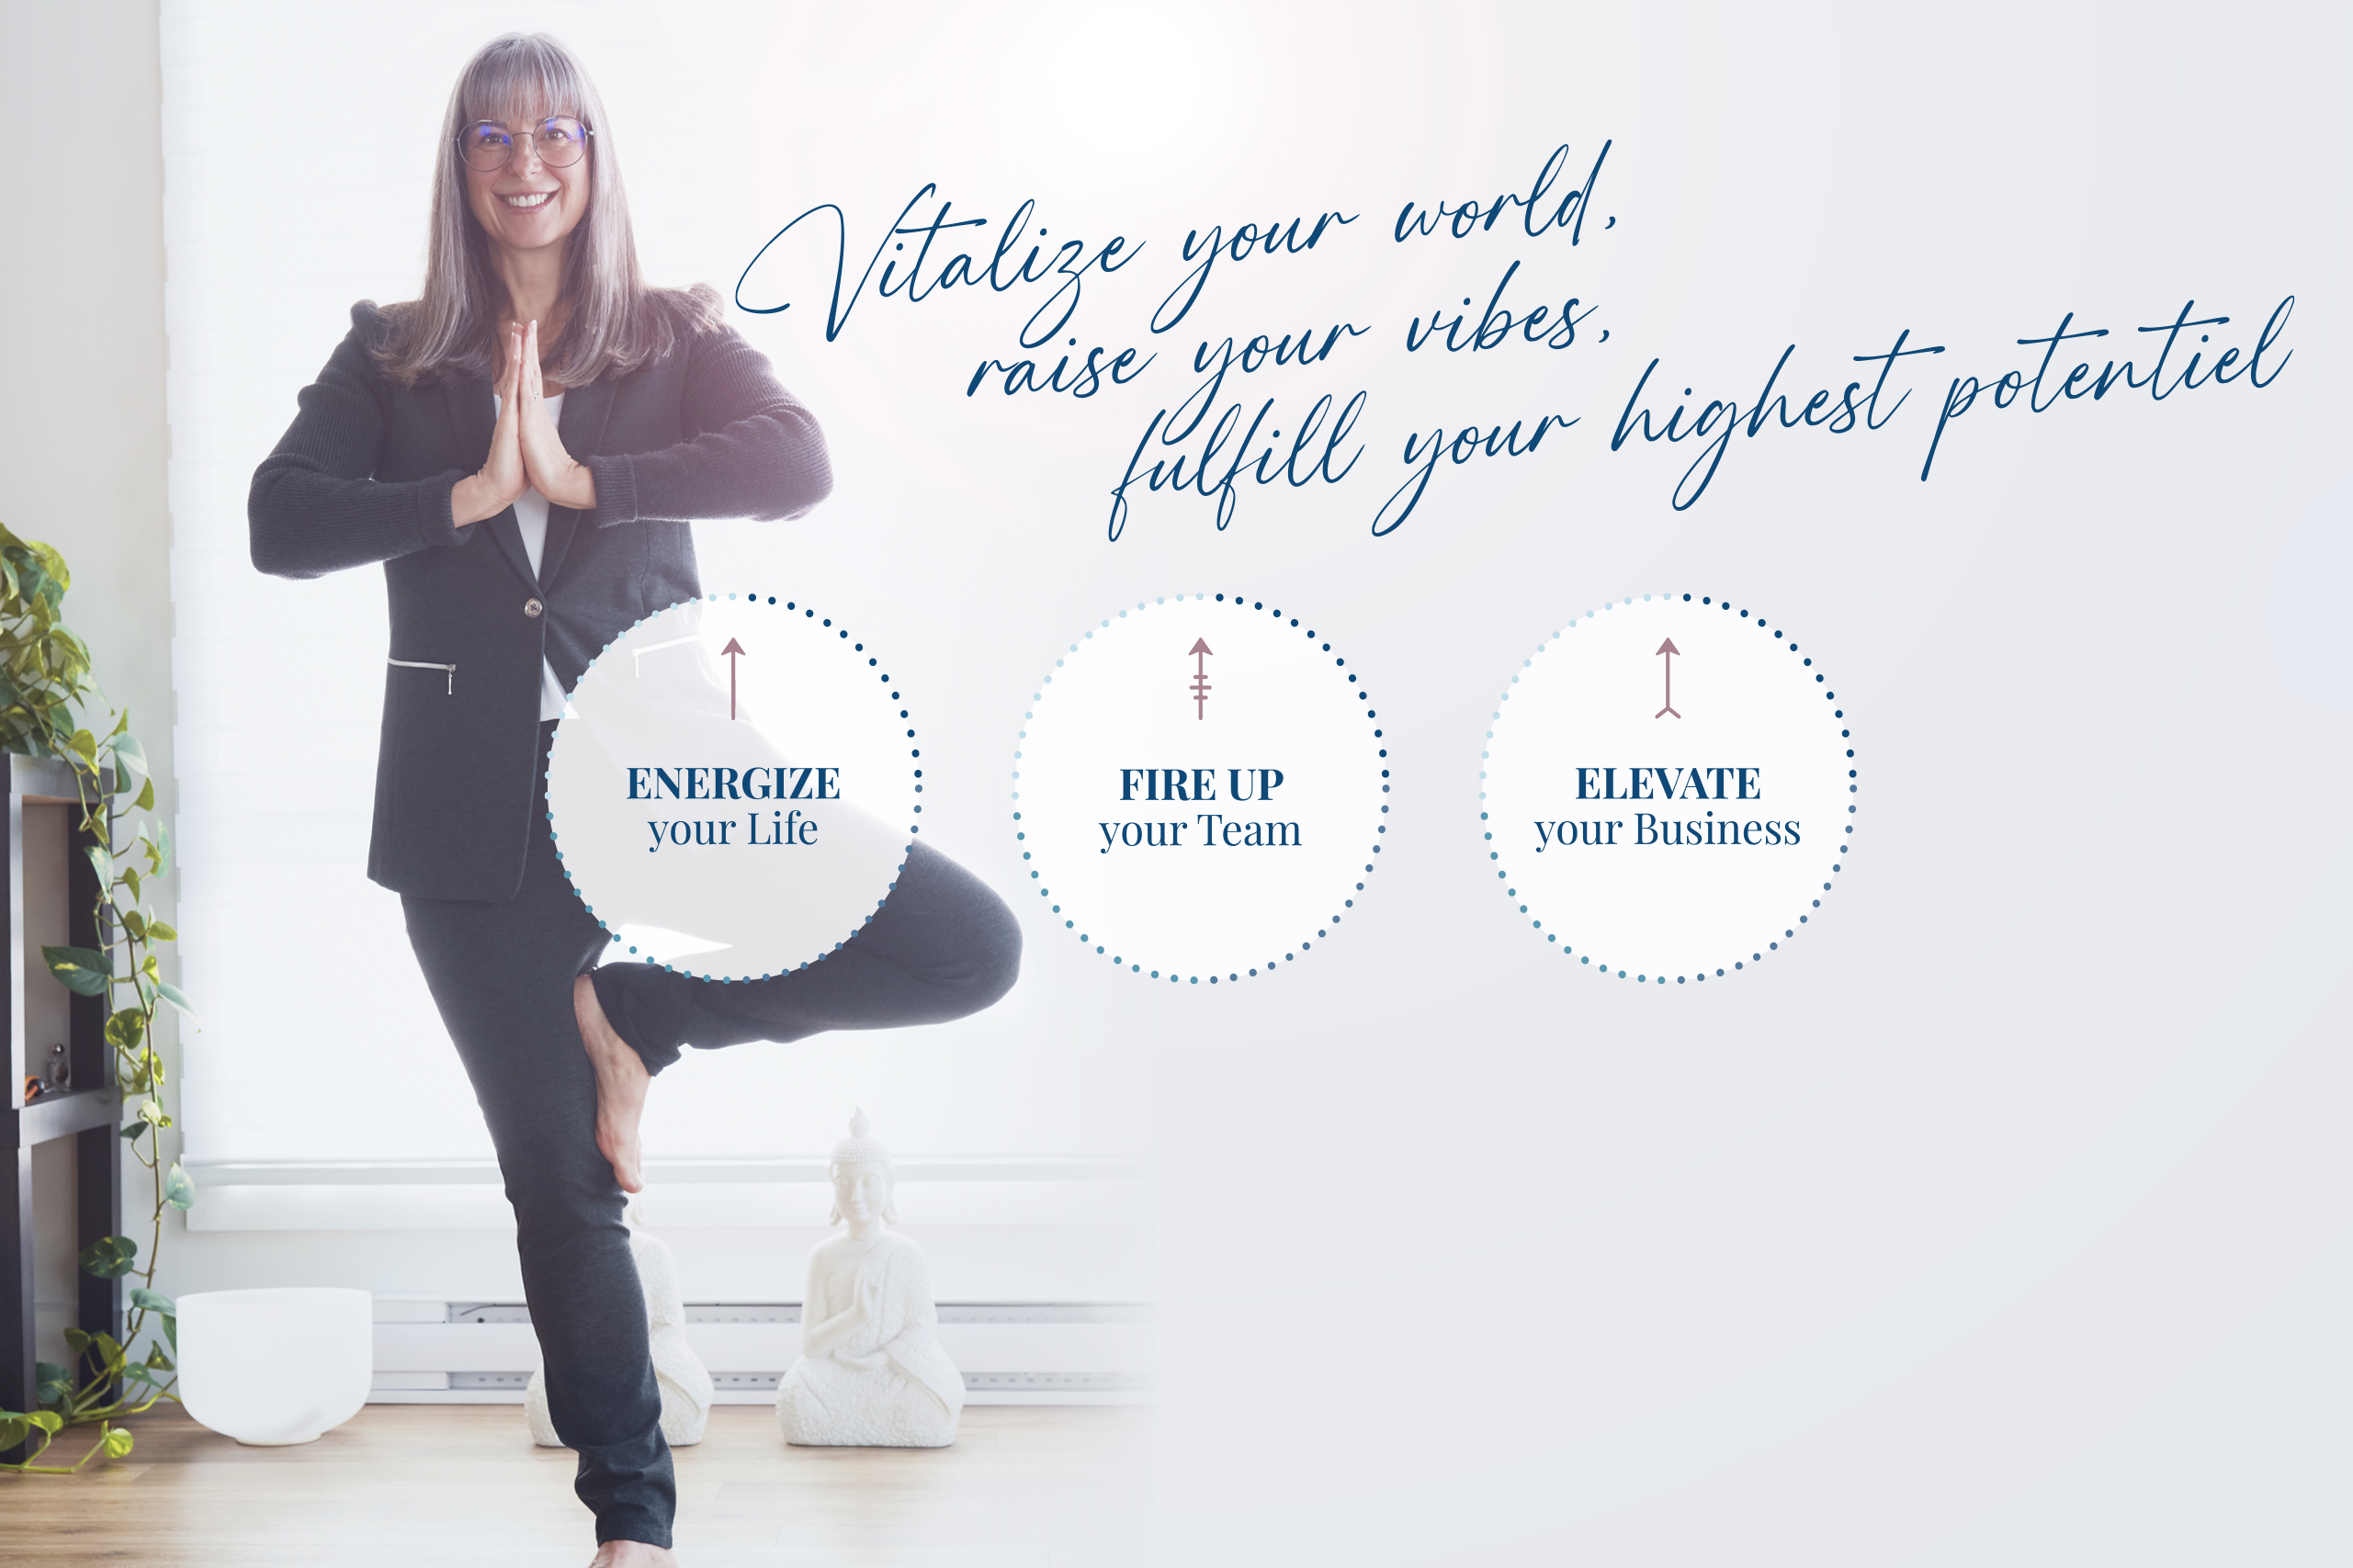 Vitalize your world,
raise your vibes,
fulfill your highest potentiel
ENERGIZE
your Life
FIRE UP
your Team
ELEVATE
your Business